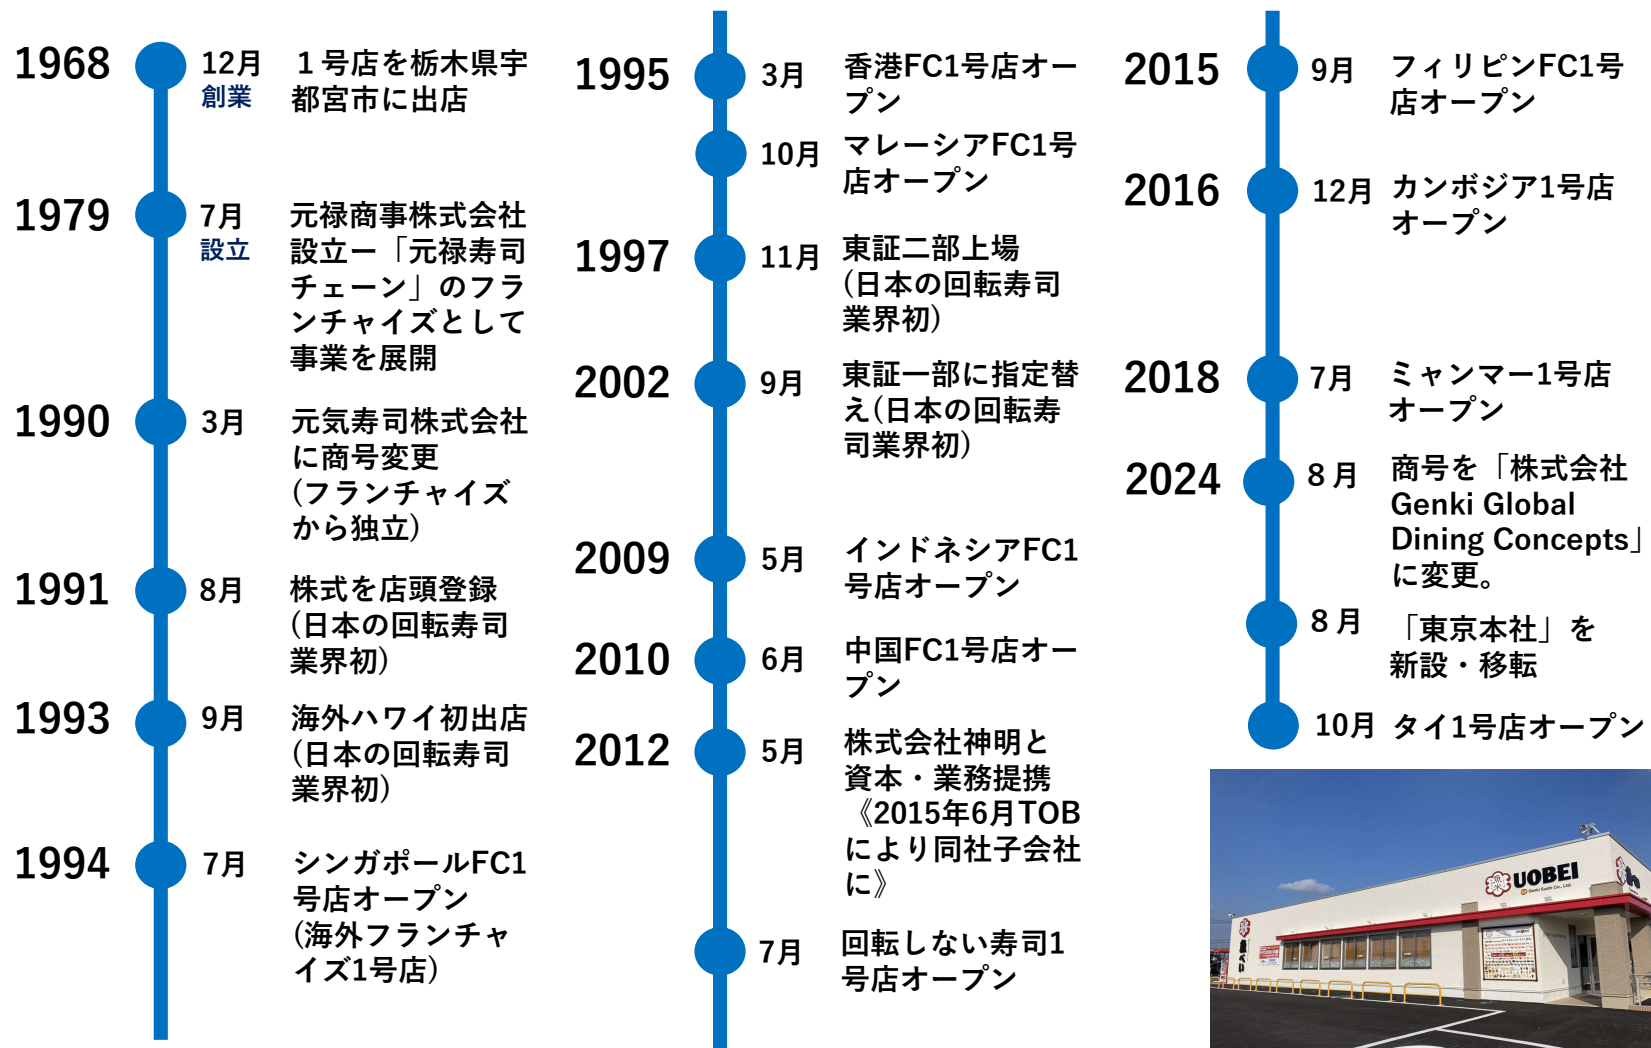 1968
12月
創業
１号店を栃木県宇
都宮市に出店
1979
7月
設立
元禄商事株式会社
設立ー「元禄寿司
チェーン」のフラ
ンチャイズとして
事業を展開
1990
3月
元気寿司株式会社
に商号変更
(フランチャイズ
から独立)
1991
8月
株式を店頭登録
(日本の回転寿司
業界初)
1993
9月
海外ハワイ初出店
(日本の回転寿司
業界初)
1994
7月
シンガポールFC1
号店オープン
(海外フランチャ
イズ1号店)
1995
3月
香港FC1号店オー
プン
10月
マレーシアFC1号
店オープン
1997
11月
東証二部上場
(日本の回転寿司
業界初)
2002
9月
東証一部に指定替
え(日本の回転寿
司業界初)
2009
5月
インドネシアFC1
号店オープン
2010
6月
中国FC1号店オー
プン
2012
5月
株式会社神明と
資本・業務提携
《2015年6月TOB
により同社子会社
に》
7月
回転しない寿司1
号店オープン
2015
9月
フィリピンFC1号
店オープン
2016
12月
カンボジア1号店
オープン
2018
7月
ミャンマー1号店
オープン
2024
８月
商号を「株式会社
Genki Global
Dining Concepts」
に変更。
８月
「東京本社」を
新設・移転
10月
タイ1号店オープン
UOBEI
Genki Sushi Co., Ltd.
魚べい